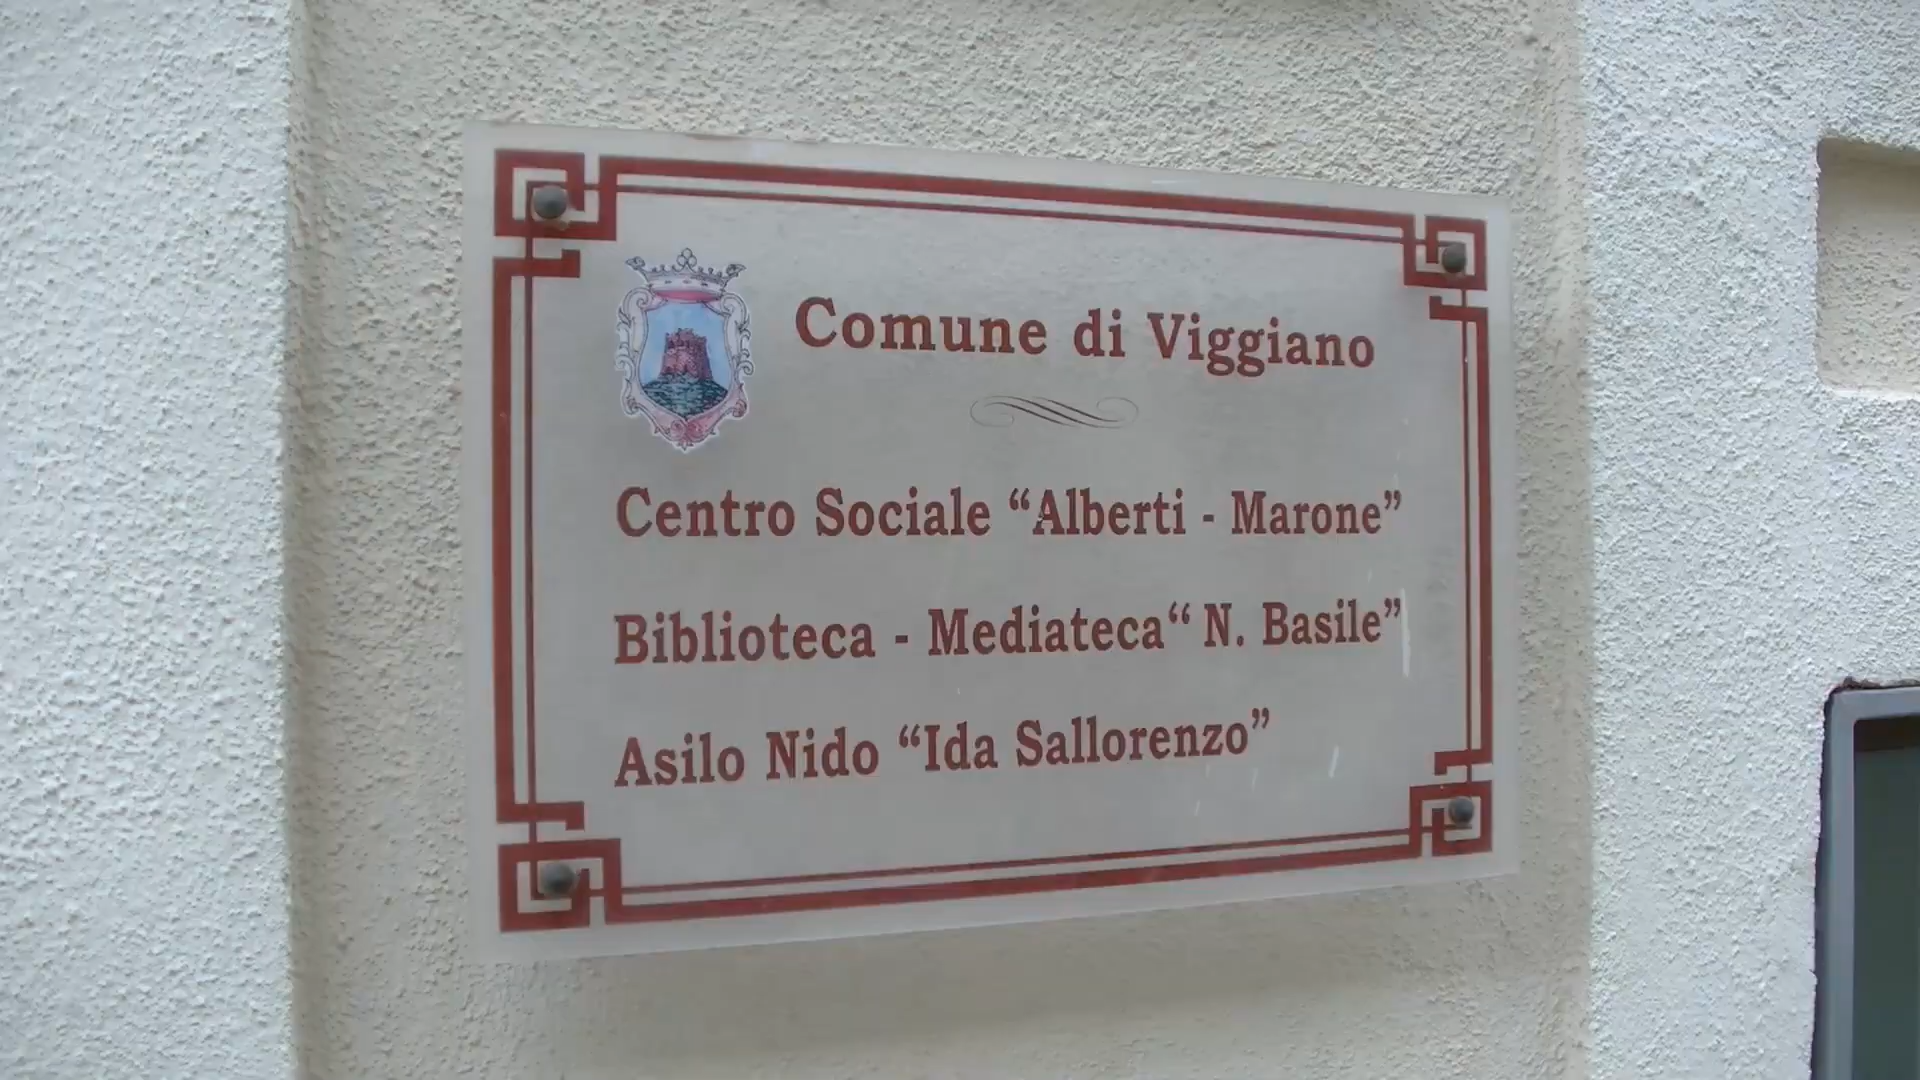 Comune di Viggiano
Centro Sociale “Alberti - Marone”
Biblioteca - Mediateca“ N. Basile”
Asilo Nido “Ida Sallorenzo”